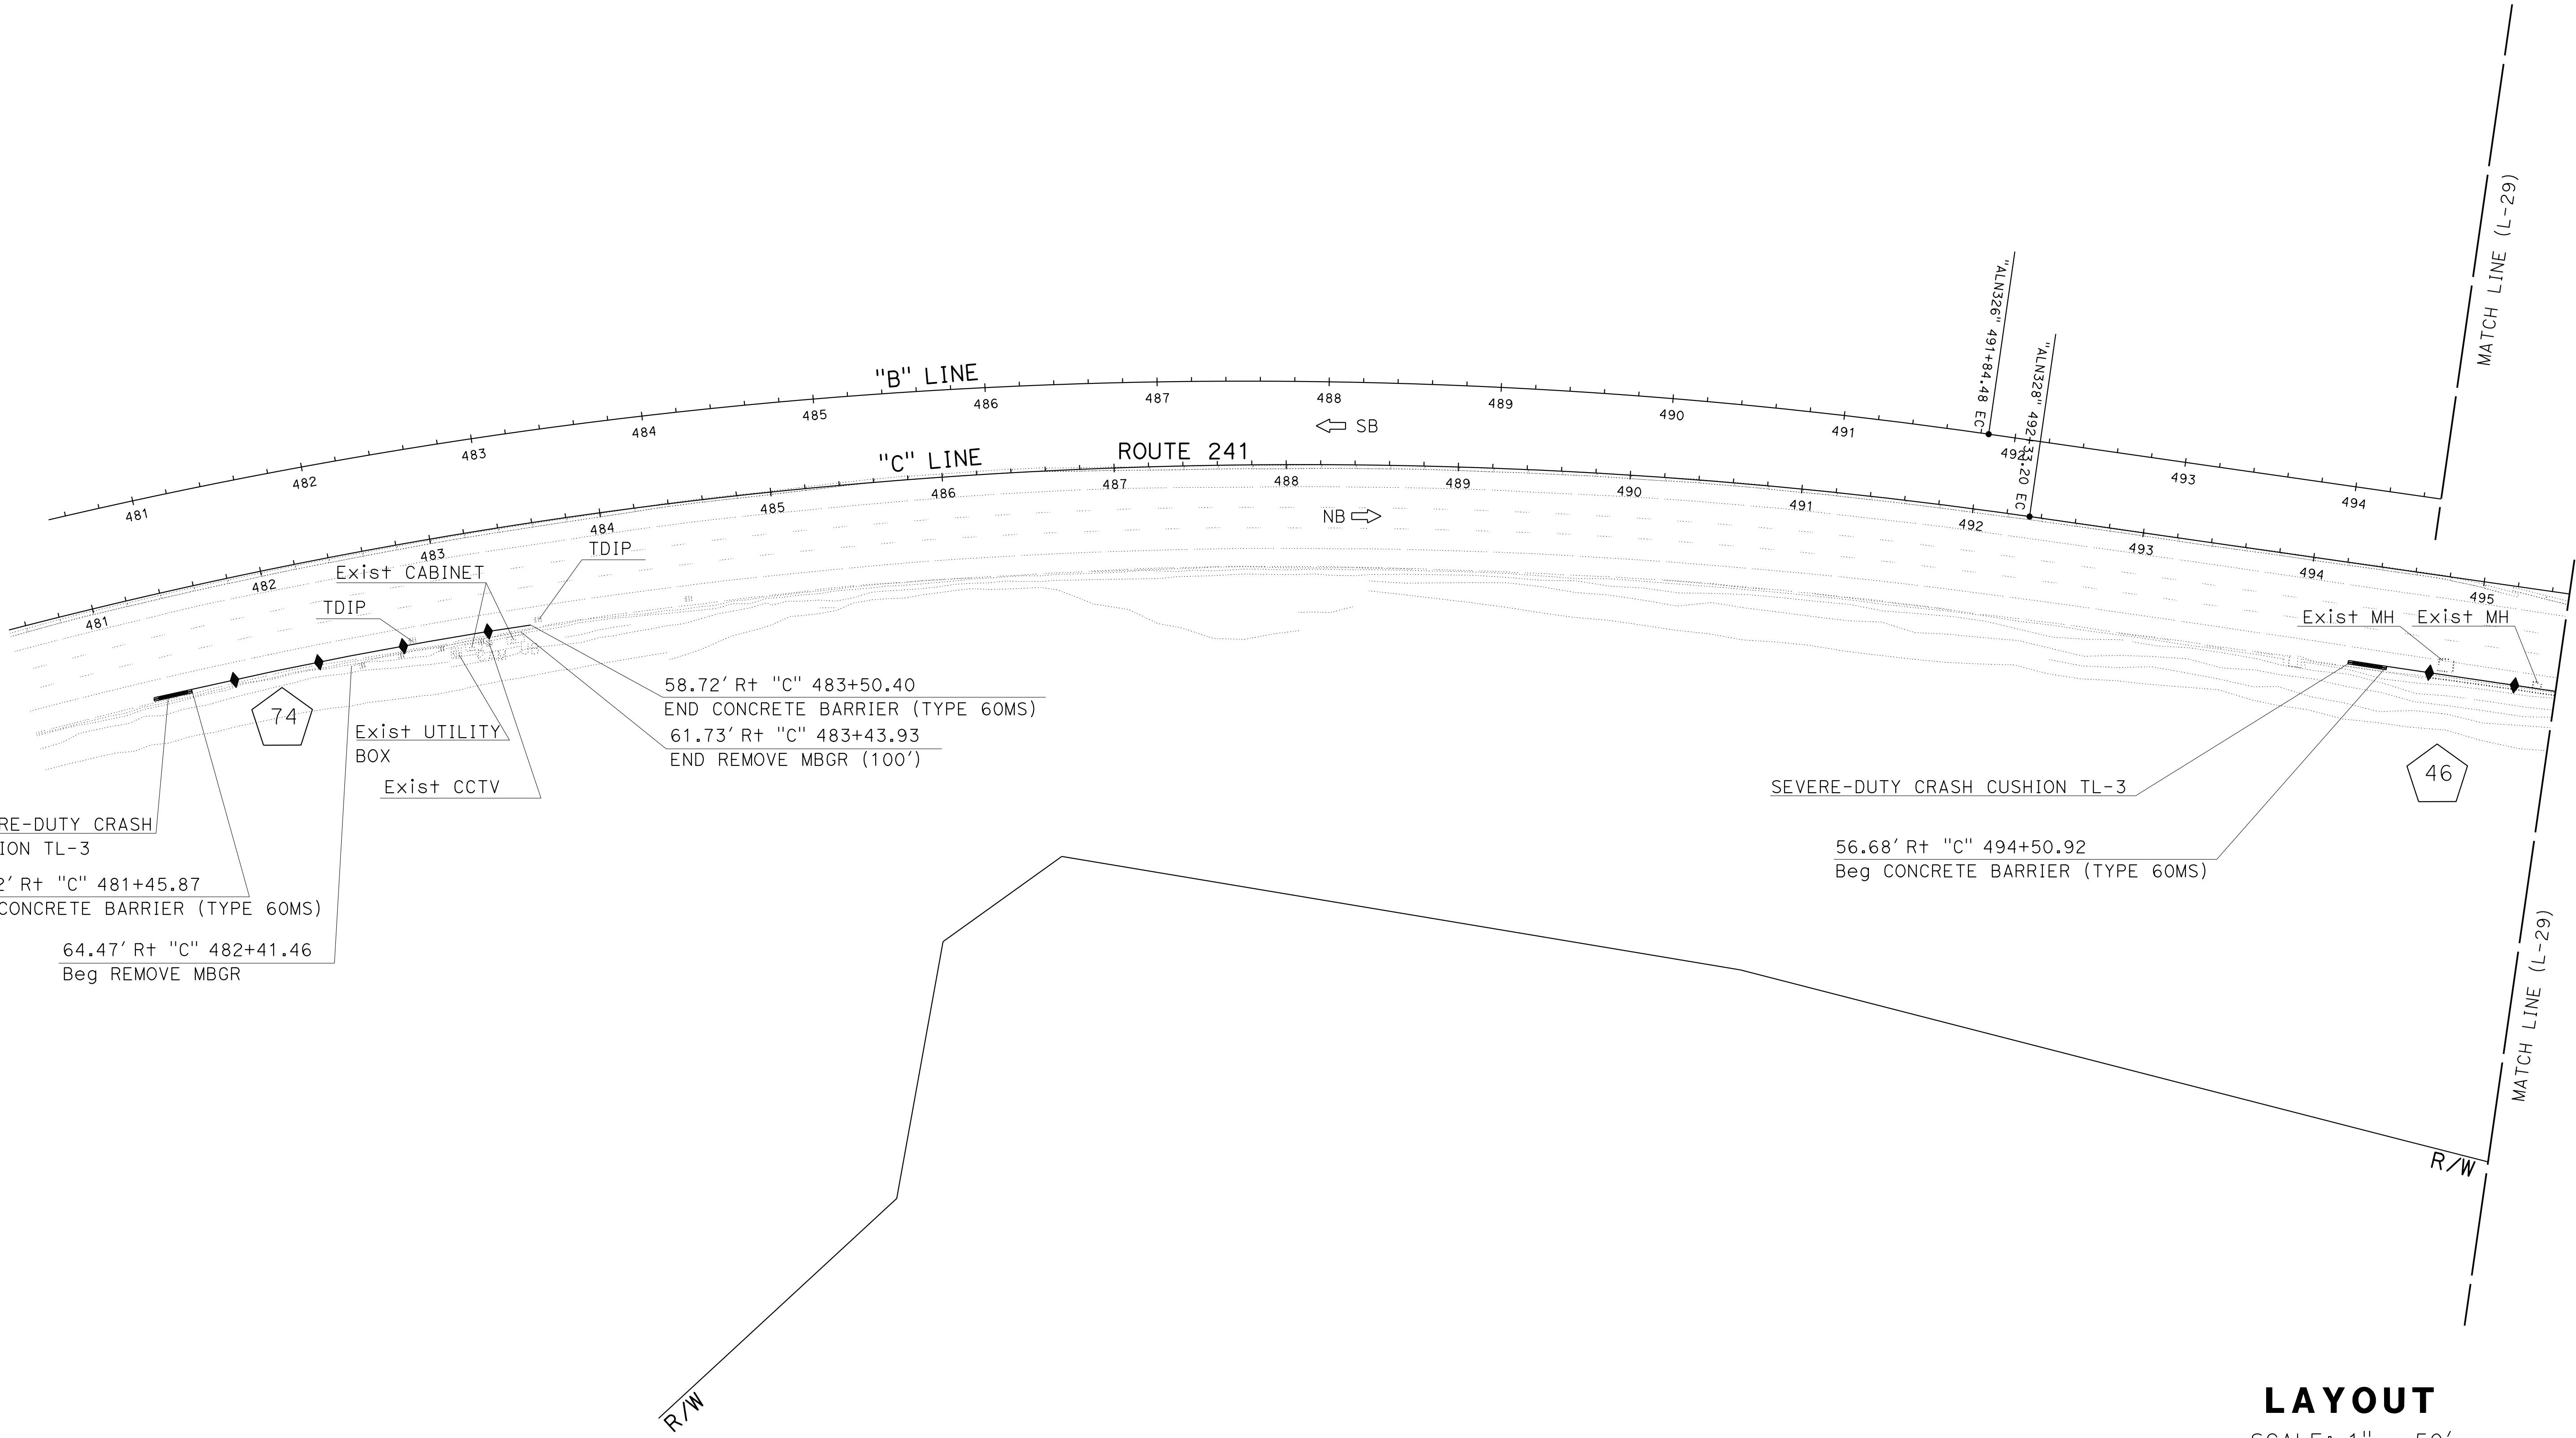 MATCH LINE (L-29)
"ALN326" 491+84.48 EC
"ALN328" 492+33.20 EC
"B" LINE
481
482
483
484
485
486
487
488
489
490
491
492
493
494
SB
ROUTE 241
"C" LINE
481
482
483
484
485
486
487
488
489
490
491
492
493
494
495
NB
TDIP
Exist CABINET
TDIP
Exist MH
Exist MH
58.72' Rt "C" 483+50.40
END CONCRETE BARRIER (TYPE 60MS)
61.73' Rt "C" 483+43.93
END REMOVE MBGR (100')
74
Exist UTILITY
BOX
Exist CCTV
46
SEVERE-DUTY CRASH CUSHION TL-3
RE-DUTY CRASH
ION TL-3
2' Rt "C" 481+45.87
CONCRETE BARRIER (TYPE 60MS)
64.47' Rt "C" 482+41.46
Beg REMOVE MBGR
56.68' Rt "C" 494+50.92
Beg CONCRETE BARRIER (TYPE 60MS)
MATCH LINE (L-29)
R/W
R/W
LAYOUT
SCALE: 1" = 50'